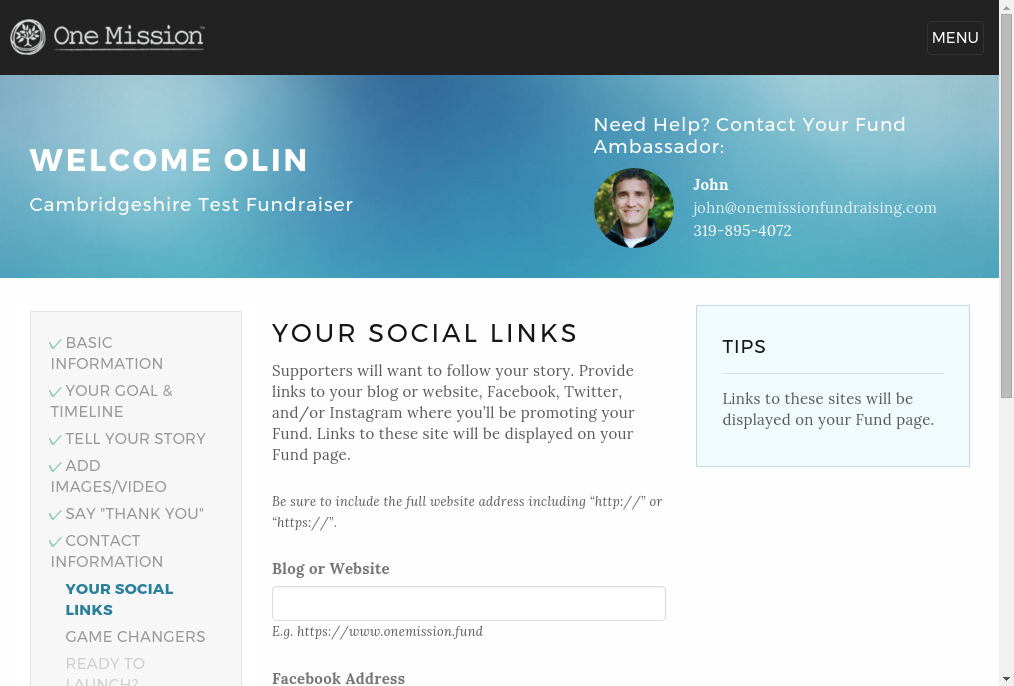 One Mission
MENU
WELCOME OLIN
Cambridgeshire Test Fundraiser
Need Help? Contact Your Fund
Ambassador:
John
john@onemissionfundraising.com
319-895-4072
BASIC
INFORMATION
YOUR GOAL &
TIMELINE
TELL YOUR STORY
ADD
IMAGES/VIDEO
SAY "THANK YOU"
CONTACT
INFORMATION
YOUR SOCIAL
LINKS
GAME CHANGERS
READY TO
LAUNCH?
YOUR SOCIAL LINKS
Supporters will want to follow your story. Provide
links to your blog or website, Facebook, Twitter,
and/or Instagram where you’ll be promoting your
Fund. Links to these site will be displayed on your
Fund page.
Be sure to include the full website address including “http://” or
“https://”.
Blog or Website
E.g. https://www.onemission.fund
Facebook Address
TIPS
Links to these sites will be
displayed on your Fund page.